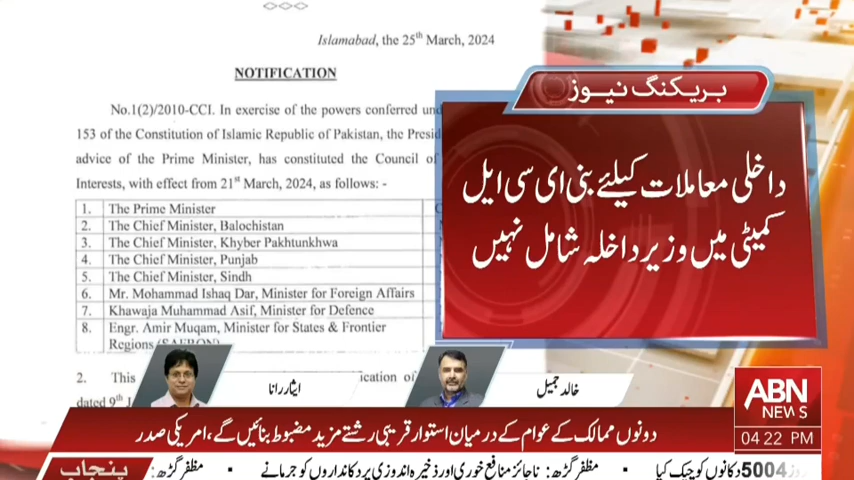 Islamabad, the 25th March, 2024
NOTIFICATION
No.1(2)/2010-CCI. In exercise of the powers conferred
153 of the Constitution of Islamic Republic of Pakistan, the
advice of the Prime Minister, has constituted the Council of
Interests, with effect from 21st March, 2024, as follows: -
1. The Prime Minister
2. The Chief Minister, Balochistan
3. The Chief Minister, Khyber Pakhtunkhwa
4. The Chief Minister, Punjab
5. The Chief Minister, Sindh
6. Mr. Mohammad Ishaq Dar, Minister for Foreign Affairs
7. Khawaja Muhammad Asif, Minister for Defence
8. Engr. Amir Muqam, Minister for States & Frontier
Regions (SAFRON)
2. This
dated 9th
بریکنگ نیوز
داخلی معاملات کیلئے بنی ای سی ایل
کمیٹی میں وزیر داخلہ شامل نہیں
خالد جمیل
ایثار رانا
ABN
NEWS
04:22 PM
دونوں ممالک کے عوام کے درمیان استوار قریبی رشتے مزید مضبوط بنائیں گے، امریکی صدر
پنجاب
5004 دکانوں کو چیک کیا • مظفر گڑھ: ناجائز منافع خوری اور ذخیرہ اندوزی پر دکانداروں کو جرمانے • مظفر گڑھ: